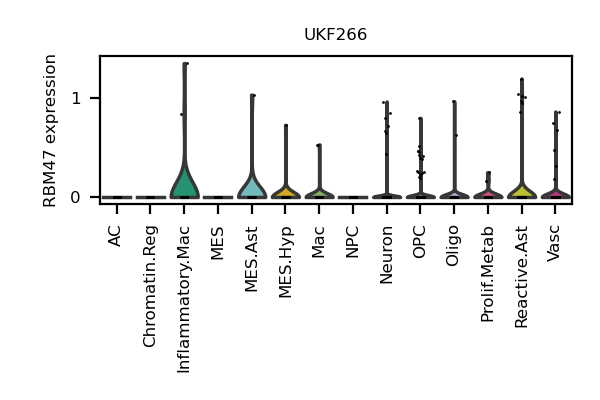 UKF266
RBM47 expression
1
0
AC
Chromatin.Reg
Inflammatory.Mac
MES
MES.Ast
MES.Hyp
Mac
NPC
Neuron
OPC
Oligo
Prolif.Metab
Reactive.Ast
Vasc